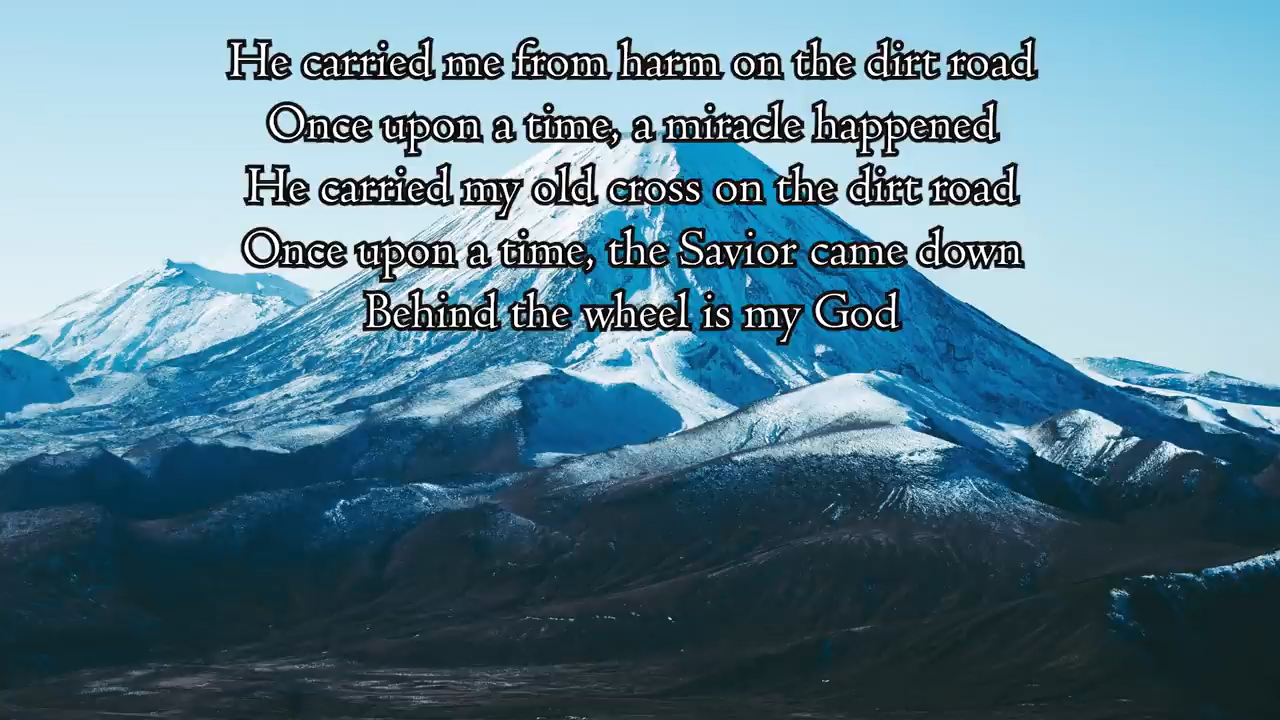 He carried me from harm on the dirt road
Once upon a time, a miracle happened
He carried my old cross on the dirt road
Once upon a time, the Savior came down
Behind the wheel is my God